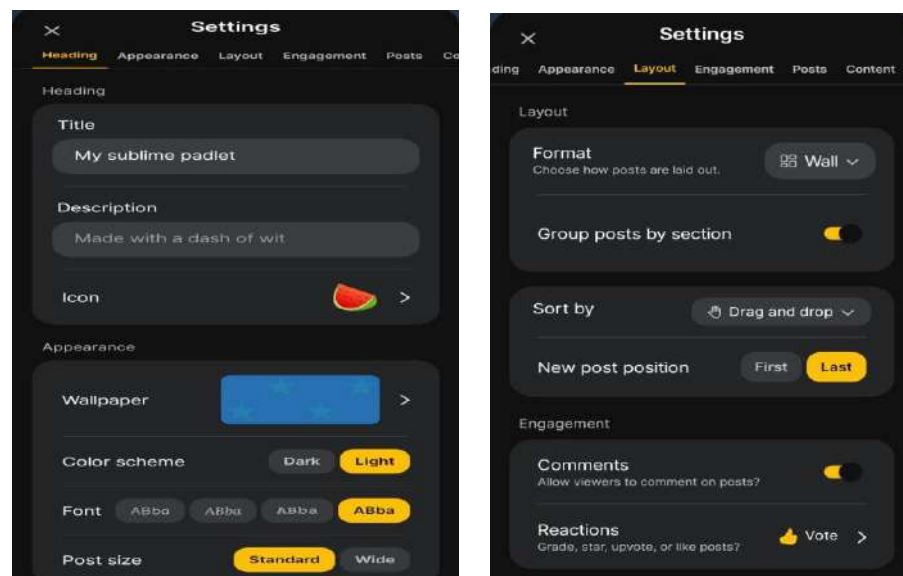 Settings
Heading Appearance Layout Engagement Posts Co
Heading
Title
My sublime padlet
Description
Made with a dash of wit
Icon
Appearance
Wallpaper
Color scheme Dark Light
Font ABba ABba ABba ABba
Post size Standard Wide
Settings
ding Appearance Layout Engagement Posts Content
Layout
Format
Choose how posts are laid out.
Wall
Group posts by section
Sort by Drag and drop
New post position First Last
Engagement
Comments
Allow viewers to comment on posts?
Reactions
Grade, star, upvote, or like posts?
Vote